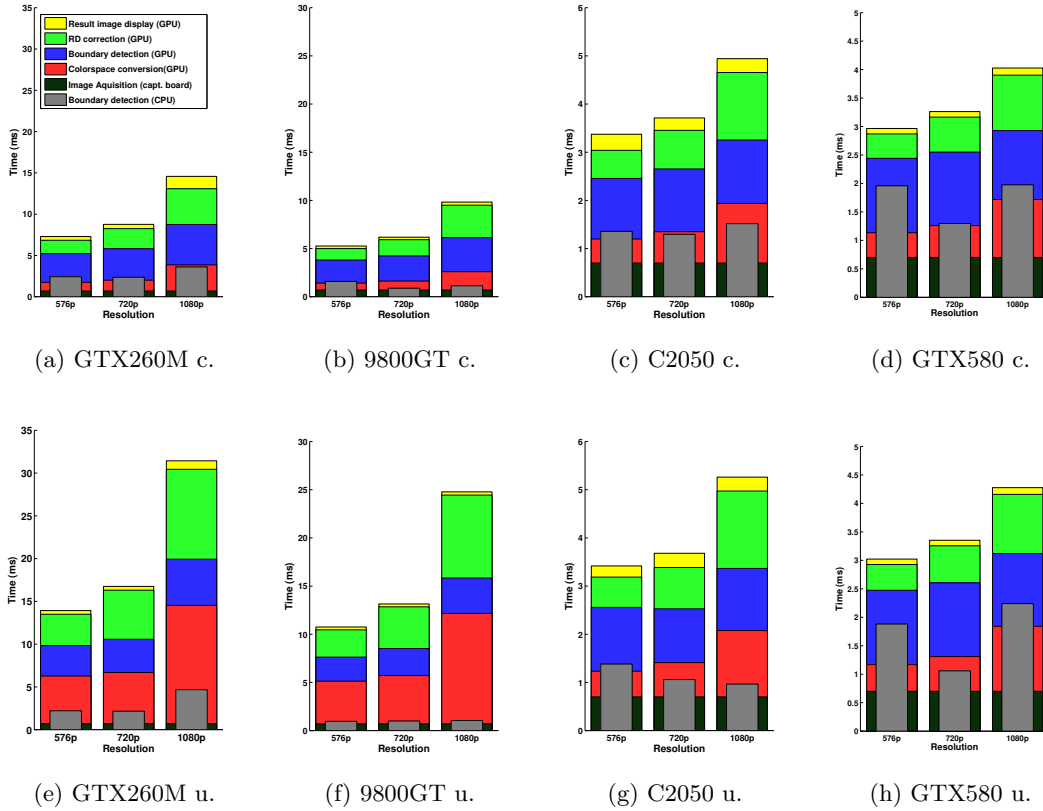 35
30
25
20
15
10
5
0
Time (ms)
Result image display (GPU)
RD correction (GPU)
Boundary detection (GPU)
Colorspace conversion(GPU)
Image Aquisition (capt. board)
Boundary detection (CPU)
576p 720p 1080p
Resolution
30
25
20
15
10
5
0
Time (ms)
576p 720p 1080p
Resolution
6
5
4
3
2
1
0
Time (ms)
576p 720p 1080p
Resolution
5
4.5
4
3.5
3
2.5
2
1.5
1
0.5
0
Time (ms)
576p 720p 1080p
Resolution
(a) GTX260M c.
(b) 9800GT c.
(c) C2050 c.
(d) GTX580 c.
35
30
25
20
15
10
5
0
Time (ms)
576p 720p 1080p
Resolution
30
25
20
15
10
5
0
Time (ms)
576p 720p 1080p
Resolution
6
5
4
3
2
1
0
Time (ms)
576p 720p 1080p
Resolution
5
4.5
4
3.5
3
2.5
2
1.5
1
0.5
0
Time (ms)
576p 720p 1080p
Resolution
(e) GTX260M u.
(f) 9800GT u.
(g) C2050 u.
(h) GTX580 u.